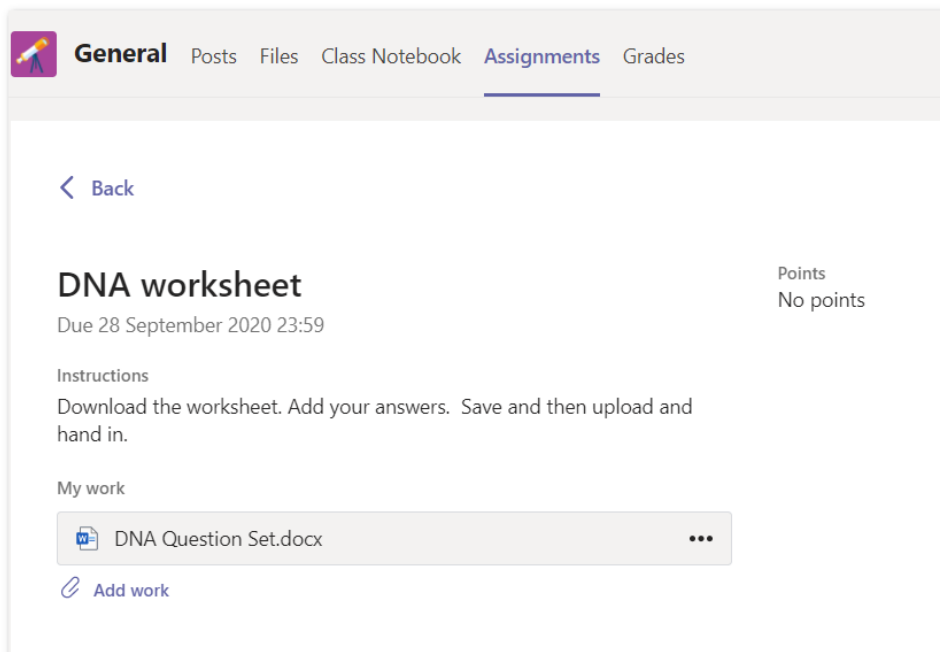 General Posts Files Class Notebook Assignments Grades
Back
DNA worksheet
Due 28 September 2020 23:59
Points
No points
Instructions
Download the worksheet. Add your answers.  Save and then upload and
hand in.
My work
DNA Question Set.docx
Add work